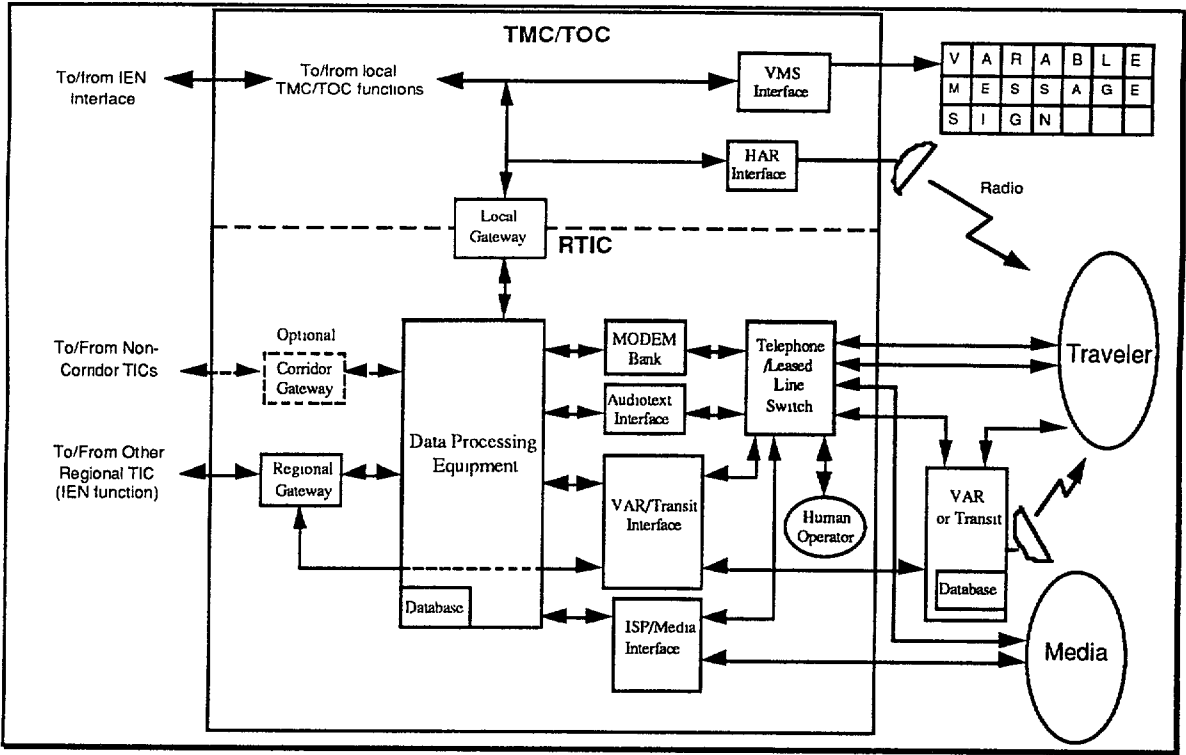 TMC/TOC
To/from IEN
Interface
To/from local
TMC/TOC functions
VMS
Interface
V A R A B L E
M E S S A G E
S I G N
HAR
Interface
Radio
Local
Gateway
RTIC
Optional
To/From Non-
Corridor TICs
Corridor
Gateway
MODEM
Bank
Telephone
/Leased
Line
Switch
Traveler
Audiotext
Interface
Data Processing
Equipment
To/From Other
Regional TIC
(IEN function)
Regional
Gateway
VAR/Transit
Interface
Human
Operator
VAR
or Transit
Database
Database
ISP/Media
Interface
Media